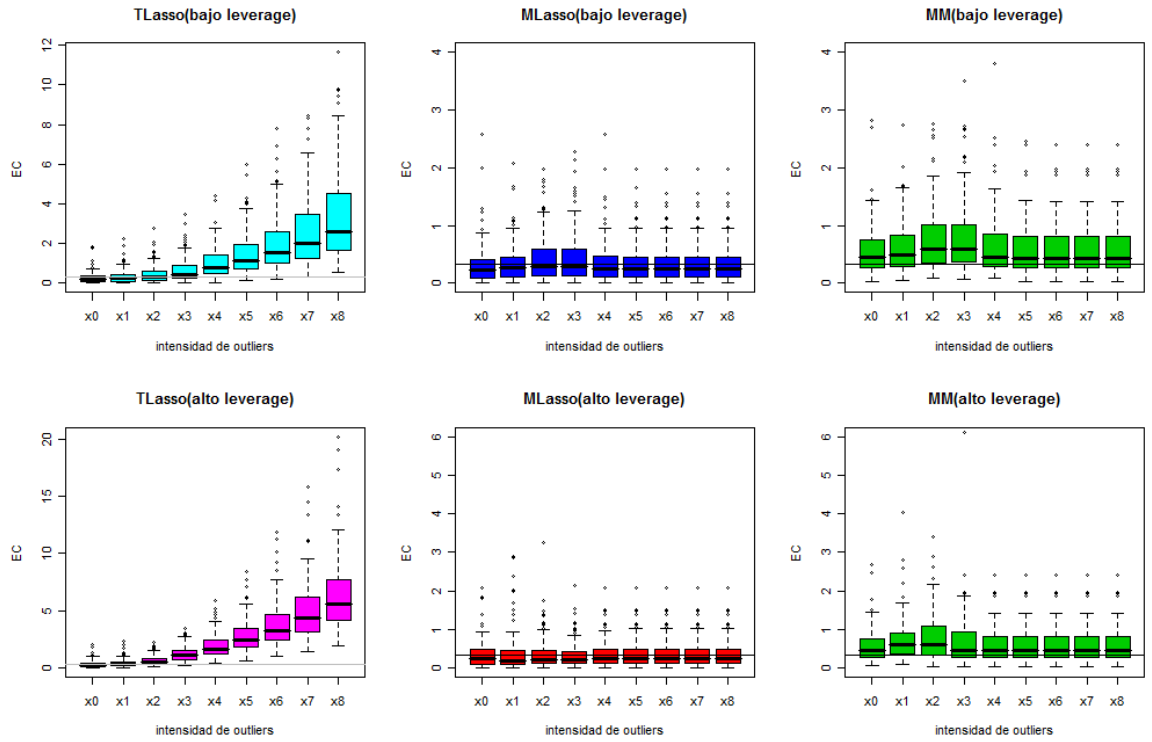 TLasso(bajo leverage)
EC
12
10
8
6
4
2
0
x0 x1 x2 x3 x4 x5 x6 x7 x8
intensidad de outliers
MLasso(bajo leverage)
EC
4
3
2
1
0
x0 x1 x2 x3 x4 x5 x6 x7 x8
intensidad de outliers
MM(bajo leverage)
EC
4
3
2
1
0
x0 x1 x2 x3 x4 x5 x6 x7 x8
intensidad de outliers
TLasso(alto leverage)
EC
20
15
10
5
0
x0 x1 x2 x3 x4 x5 x6 x7 x8
intensidad de outliers
MLasso(alto leverage)
EC
6
5
4
3
2
1
0
x0 x1 x2 x3 x4 x5 x6 x7 x8
intensidad de outliers
MM(alto leverage)
EC
6
5
4
3
2
1
0
x0 x1 x2 x3 x4 x5 x6 x7 x8
intensidad de outliers